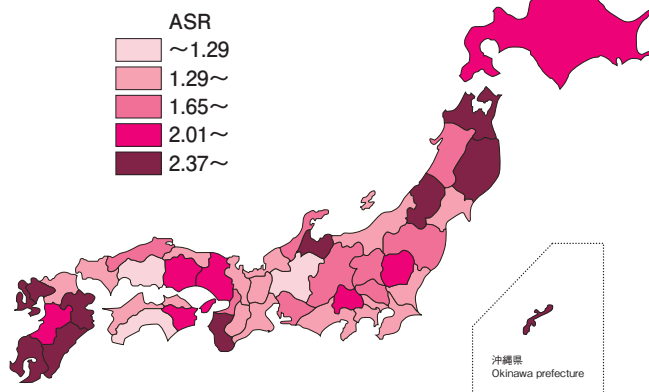 ASR
～1.29
1.29～
1.65～
2.01～
2.37～
沖縄県
Okinawa prefecture